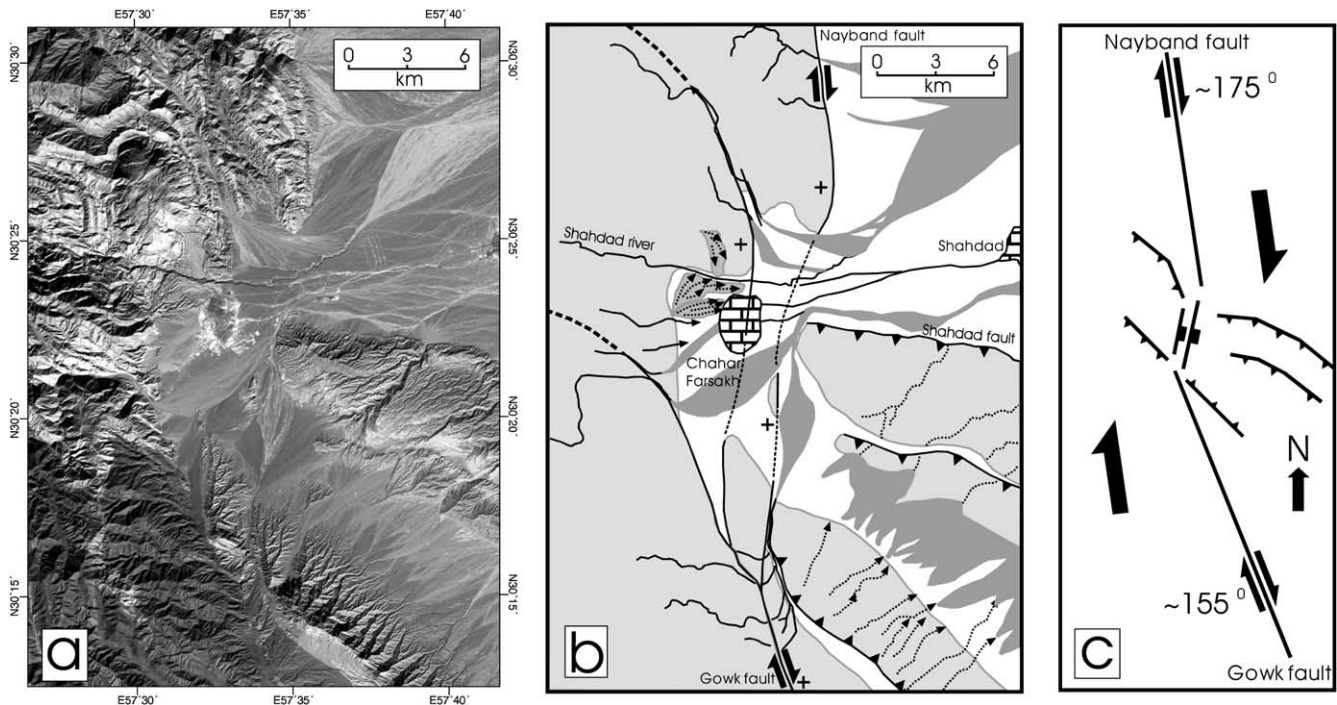 E57°30' E57°35' E57°40'
N30°30'
N30°25'
N30°20'
N30°15'
0 3 6
km
a
E57°30' E57°35' E57°40'
N30°30'
N30°25'
N30°20'
N30°15'
Nayband fault
0 3 6
km
Shahdad river
Shahdad
Shahdad fault
Chahar
Farsakh
Gowk fault
b
Nayband fault
~175 0
N
~155 0
Gowk fault
c